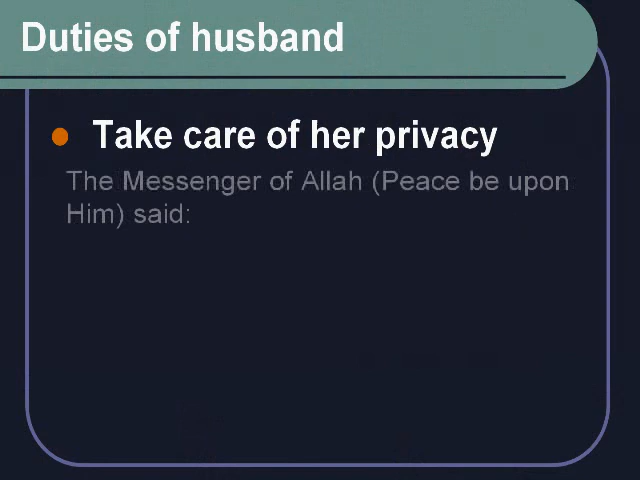 Duties of husband
Take care of her privacy
The Messenger of Allah (Peace be upon
Him) said: